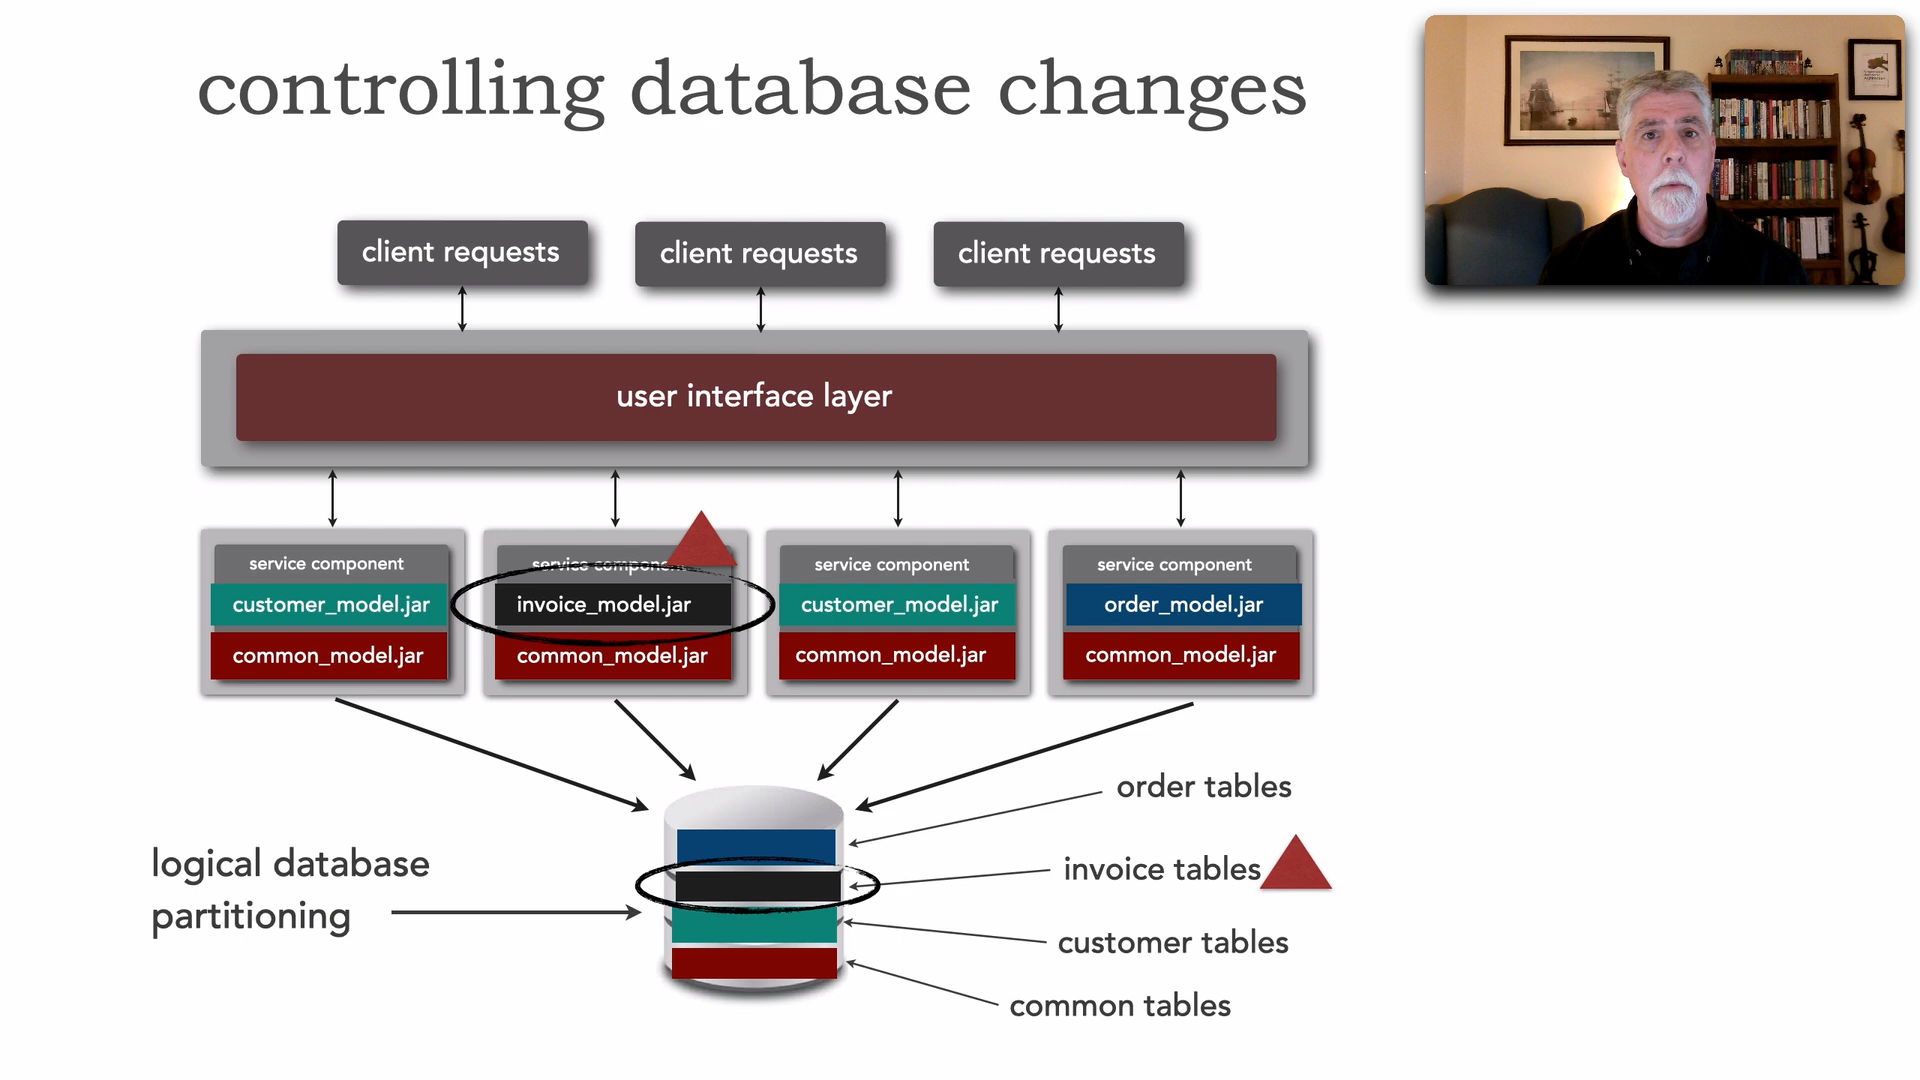 controlling database changes
client requests
client requests
client requests
user interface layer
service component
customer_model.jar
common_model.jar
service component
invoice_model.jar
common_model.jar
service component
customer_model.jar
common_model.jar
service component
order_model.jar
common_model.jar
logical database
partitioning
order tables
invoice tables
customer tables
common tables